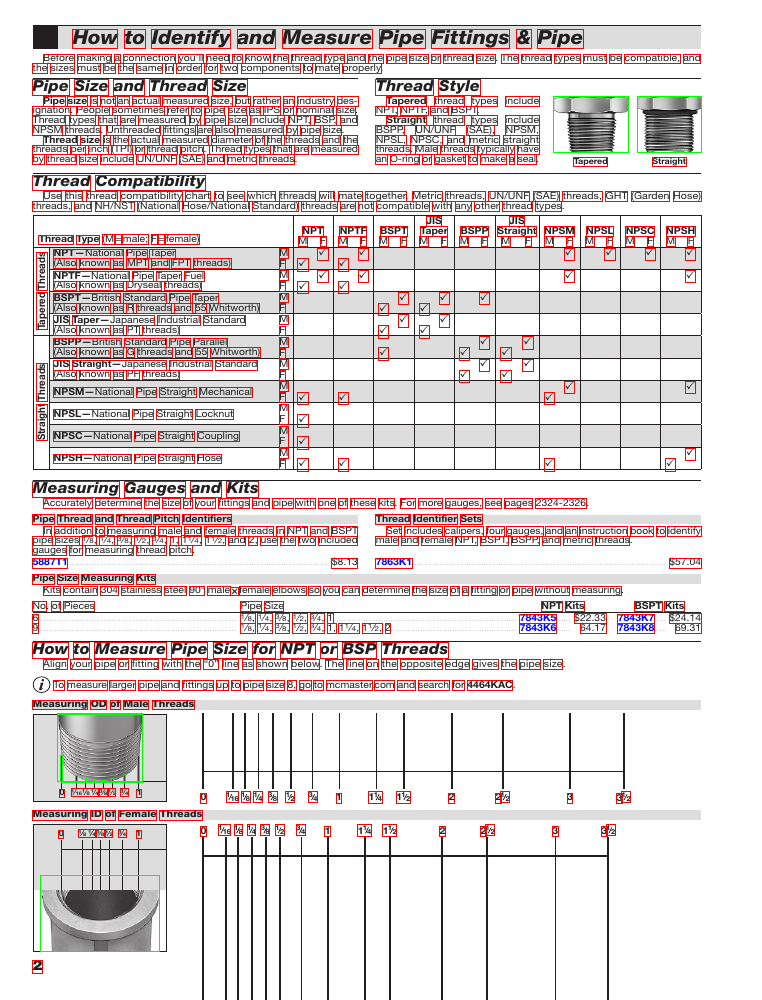 How to Identify and Measure Pipe Fittings & Pipe
Before making a connection you'll need to know the thread type and the pipe size or thread size. The thread types must be compatible, and
the sizes must be the same in order for two components to mate properly.
Pipe Size and Thread Size
Pipe size is not an actual measured size, but rather an industry des-
ignation. People sometimes refer to pipe size as IPS or nominal size.
Thread types that are measured by pipe size include NPT, BSP, and
NPSM threads. Unthreaded fittings are also measured by pipe size.
Thread size is the actual measured diameter of the threads and the
threads per inch (TPI) or thread pitch. Thread types that are measured
by thread size include UN/UNF (SAE) and metric threads.
Thread Style
Tapered thread types include
NPT, NPTF, and BSPT.
Straight thread types include
BSPP, UN/UNF (SAE), NPSM,
NPSL, NPSC, and metric straight
threads. Male threads typically have
an O-ring or gasket to make a seal.
Tapered
Straight
Thread Compatibility
Use this thread compatibility chart to see which threads will mate together. Metric threads, UN/UNF (SAE) threads, GHT (Garden Hose)
threads, and NH/NST (National Hose/National Standard) threads are not compatible with any other thread types.
Thread Type (M=male; F=female)
NPT NPTF BSPT JIS Taper BSPP JIS Straight NPSM NPSL NPSC NPSH
M F M F M F M F M F M F M F M F M F M F
Tapered Threads
NPT—National Pipe Taper M ✓ ✓ ✓ ✓ ✓ ✓
(Also known as MPT and FPT threads) F ✓ ✓
NPTF—National Pipe Taper Fuel M ✓ ✓ ✓ ✓
(Also known as Dryseal threads) F ✓ ✓
BSPT—British Standard Pipe Taper M ✓ ✓ ✓
(Also known as R threads and 55 Whitworth) F ✓ ✓
JIS Taper—Japanese Industrial Standard M ✓ ✓
(Also known as PT threads) F ✓ ✓
Straight Threads
BSPP—British Standard Pipe Parallel M ✓ ✓
(Also known as G threads and 55 Whitworth) F ✓ ✓ ✓
JIS Straight—Japanese Industrial Standard M ✓ ✓
(Also known as PF threads) F ✓ ✓
NPSM—National Pipe Straight Mechanical M ✓ ✓
F ✓ ✓ ✓
NPSL—National Pipe Straight Locknut M
F ✓
NPSC—National Pipe Straight Coupling M
F ✓
NPSH—National Pipe Straight Hose M ✓
F ✓ ✓ ✓ ✓
Measuring Gauges and Kits
Accurately determine the size of your fittings and pipe with one of these kits. For more gauges, see pages 2324-2326.
Pipe Thread and Thread Pitch Identifiers
In addition to measuring male and female threads in NPT and BSPT
pipe sizes ⅛, ¼, ⅜, ½, ¾, 1, 1¼, 1½, and 2, use the two included
gauges for measuring thread pitch.
5887T1 $8.13
Thread Identifier Sets
Set includes calipers, four gauges, and an instruction book to identify
male and female NPT, BSPT, BSPP, and metric threads.
7863K1 $57.04
Pipe Size Measuring Kits
Kits contain 304 stainless steel 90° male x female elbows so you can determine the size of a fitting or pipe without measuring.
No. of Pieces Pipe Size NPT Kits BSPT Kits
6 ⅛, ¼, ⅜, ½, ¾, 1 7843K5 $22.33 7843K7 $24.14
9 ⅛, ¼, ⅜, ½, ¾, 1, 1¼, 1½, 2 7843K6 64.17 7843K8 69.31
How to Measure Pipe Size for NPT or BSP Threads
Align your pipe or fitting with the "0" line as shown below. The line on the opposite edge gives the pipe size.
i To measure larger pipe and fittings up to pipe size 8, go to mcmaster.com and search for 4464KAC.
Measuring OD of Male Threads
0 1/16 ⅛ ¼ ⅜ ½ ¾ 1
0 1/16 ⅛ ¼ ⅜ ½ ¾ 1 1¼ 1½ 2 2½ 3 3½
Measuring ID of Female Threads
0 ⅛ ¼ ⅜ ½ ¾ 1
0 1/16 ⅛ ¼ ⅜ ½ ¾ 1 1¼ 1½ 2 2½ 3 3½
2